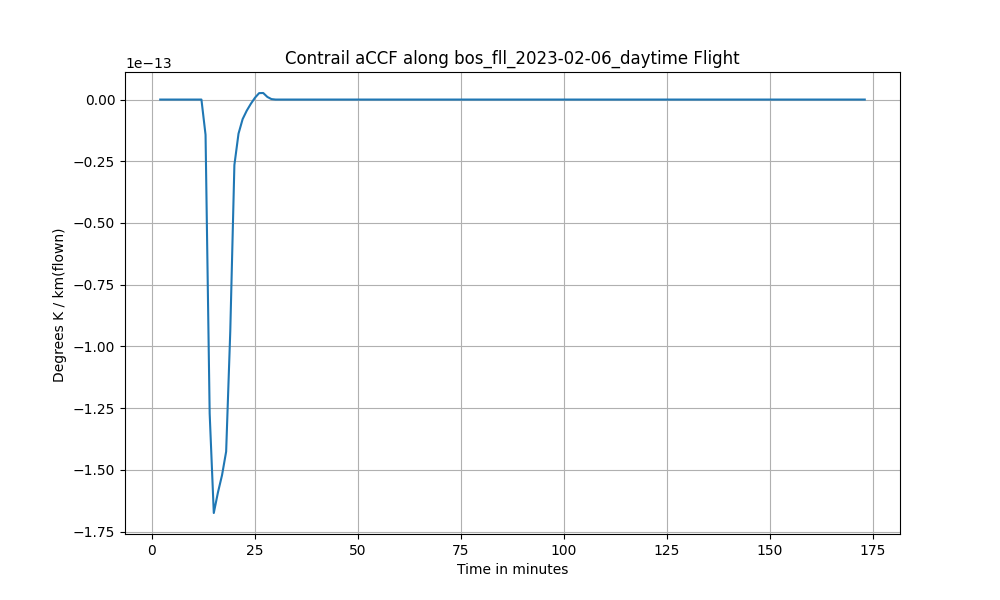 Contrail aCCF along bos_fll_2023-02-06_daytime Flight
1e−13
0.00
−0.25
−0.50
−0.75
−1.00
−1.25
−1.50
−1.75
Degrees K / km(flown)
0 25 50 75 100 125 150 175
Time in minutes